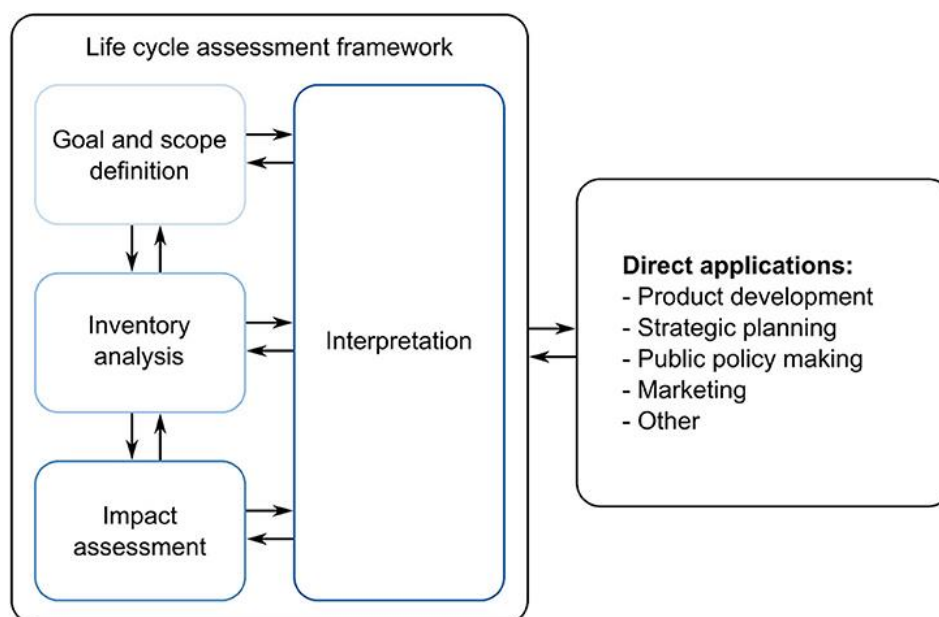 Life cycle assessment framework
Goal and scope
definition
Inventory
analysis
Impact
assessment
Interpretation
Direct applications:
- Product development
- Strategic planning
- Public policy making
- Marketing
- Other